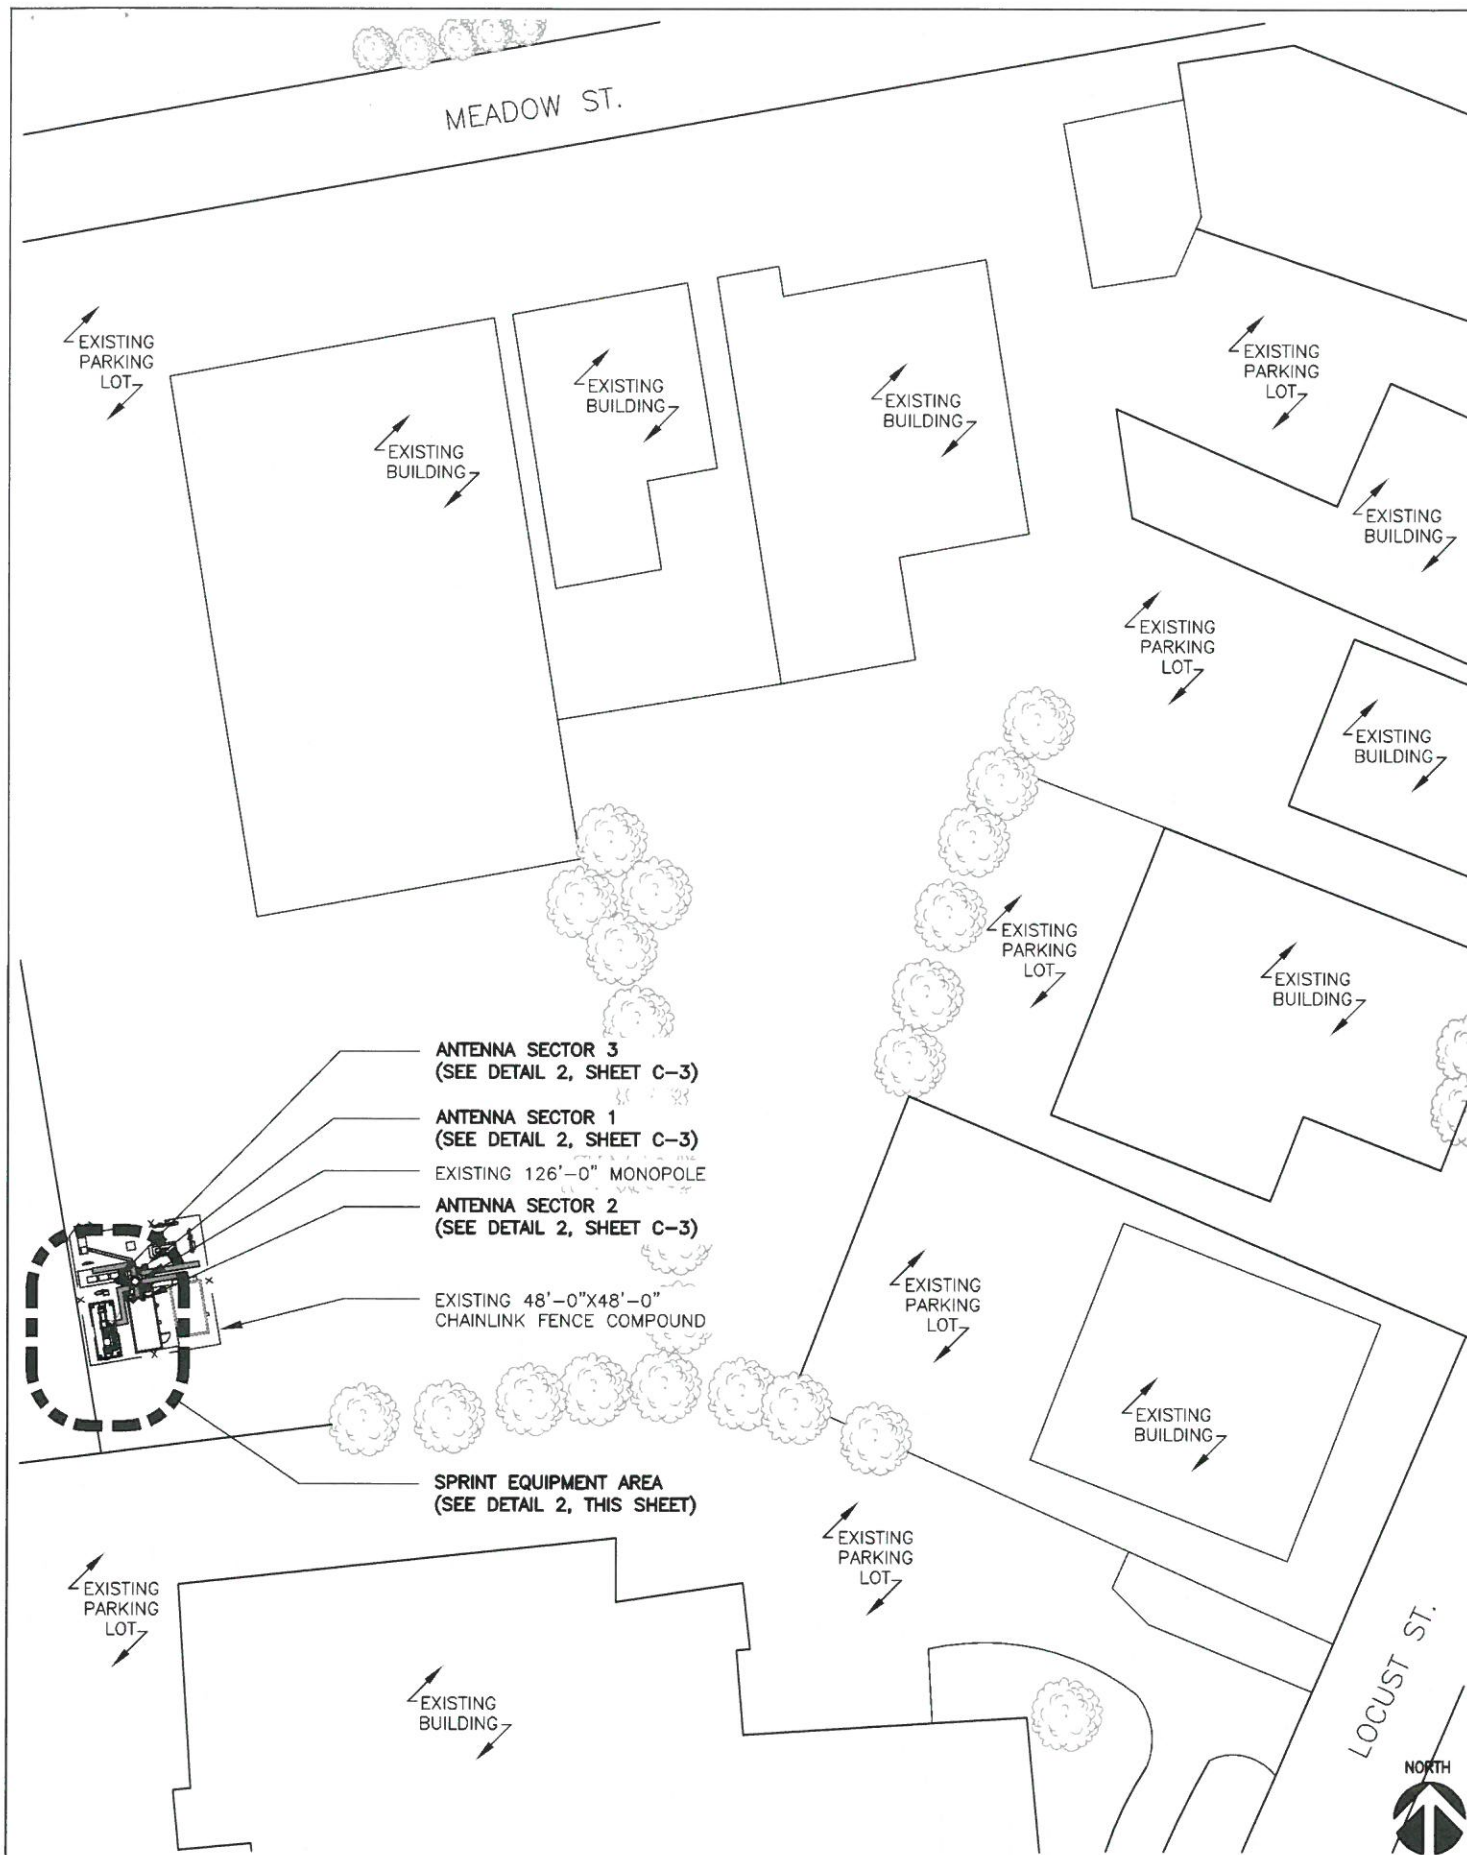 MEADOW ST.
EXISTING
PARKING
LOT
EXISTING
BUILDING
EXISTING
BUILDING
EXISTING
BUILDING
EXISTING
PARKING
LOT
EXISTING
BUILDING
EXISTING
PARKING
LOT
EXISTING
BUILDING
EXISTING
PARKING
LOT
EXISTING
BUILDING
ANTENNA SECTOR 3
(SEE DETAIL 2, SHEET C-3)
ANTENNA SECTOR 1
(SEE DETAIL 2, SHEET C-3)
EXISTING 126'-0" MONOPOLE
ANTENNA SECTOR 2
(SEE DETAIL 2, SHEET C-3)
EXISTING 48'-0"X48'-0"
CHAINLINK FENCE COMPOUND
EXISTING
PARKING
LOT
EXISTING
BUILDING
SPRINT EQUIPMENT AREA
(SEE DETAIL 2, THIS SHEET)
EXISTING
PARKING
LOT
EXISTING
PARKING
LOT
EXISTING
BUILDING
LOCUST ST.
NORTH